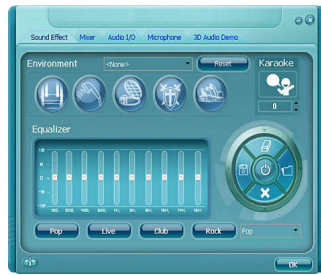 Sound Effect Mixer Audio I/O Microphone 3D Audio Demo
Environment <None> Reset Karaoke
0
Equalizer
Pop Live Club Rock Pop
OK